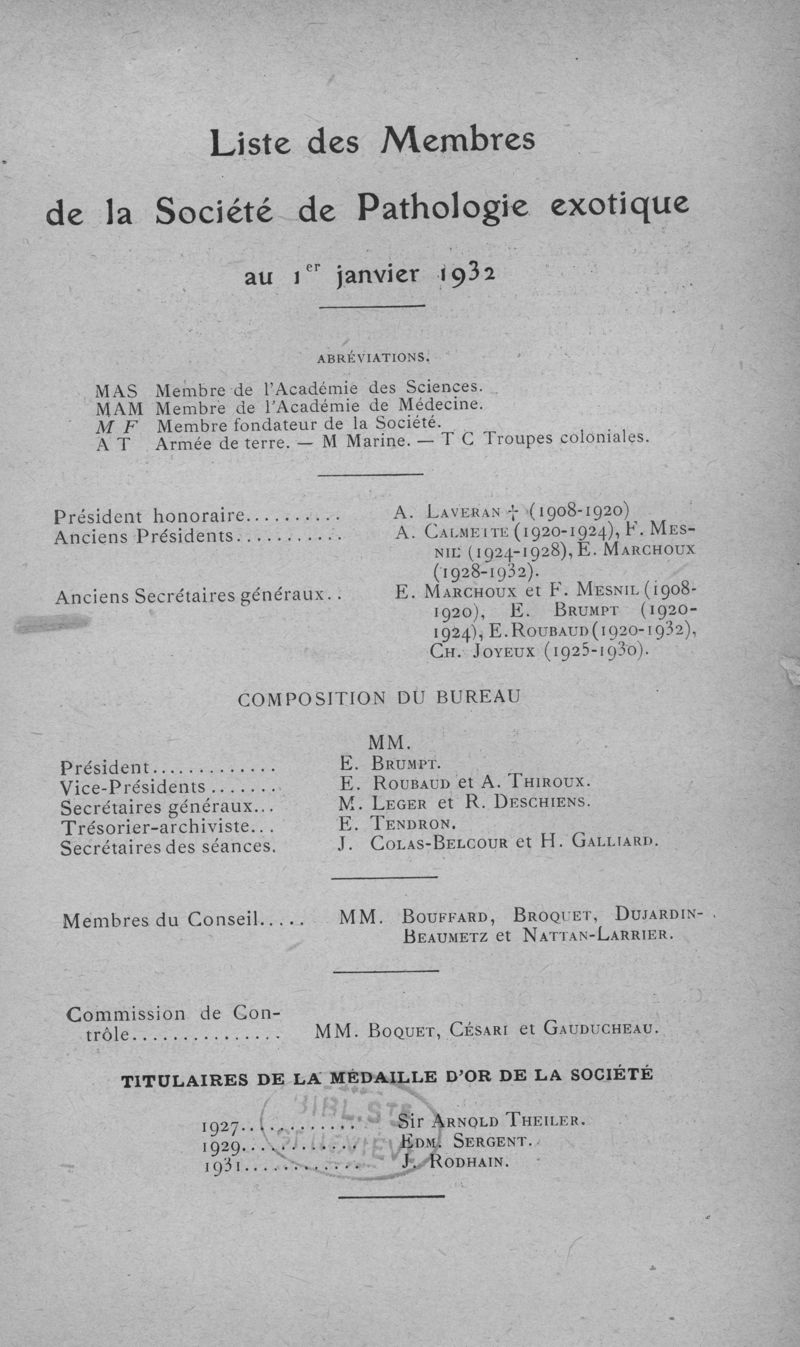 Liste des Membres
de la Société de Pathologie exotique
au 1er janvier 1932
ABRÉVIATIONS.
MAS Membre de l'Académie des Sciences.
MAM Membre de l'Académie de Médecine.
M F Membre fondateur de la Société.
A T Armée de terre. — M Marine. — T C Troupes coloniales.
Président honoraire.......... A. LAVERAN † (1908-1920)
Anciens Présidents.......... A. CALMETTE (1920-1924), F. MES-
NIL (1924-1928), E. MARCHOUX
(1928-1932).
Anciens Secrétaires généraux.. E. MARCHOUX et F. MESNIL (1908-
1920), E. BRUMPT (1920-
1924), E. ROUBAUD (1920-1932),
CH. JOYEUX (1925-1930).
COMPOSITION DU BUREAU
MM.
Président............. E. BRUMPT.
Vice-Présidents ....... E. ROUBAUD et A. THIROUX.
Secrétaires généraux... M. LEGER et R. DESCHIENS.
Trésorier-archiviste... E. TENDRON.
Secrétaires des séances. J. COLAS-BELCOUR et H. GALLIARD.
Membres du Conseil..... MM. BOUFFARD, BROQUET, DUJARDIN-
BEAUMETZ et NATTAN-LARRIER.
Commission de Con-
trôle............... MM. BOQUET, CÉSARI et GAUDUCHEAU.
TITULAIRES DE LA MÉDAILLE D'OR DE LA SOCIÉTÉ
1927............ Sir ARNOLD THEILER.
1929............ EDM. SERGENT.
1931............ J. RODHAIN.